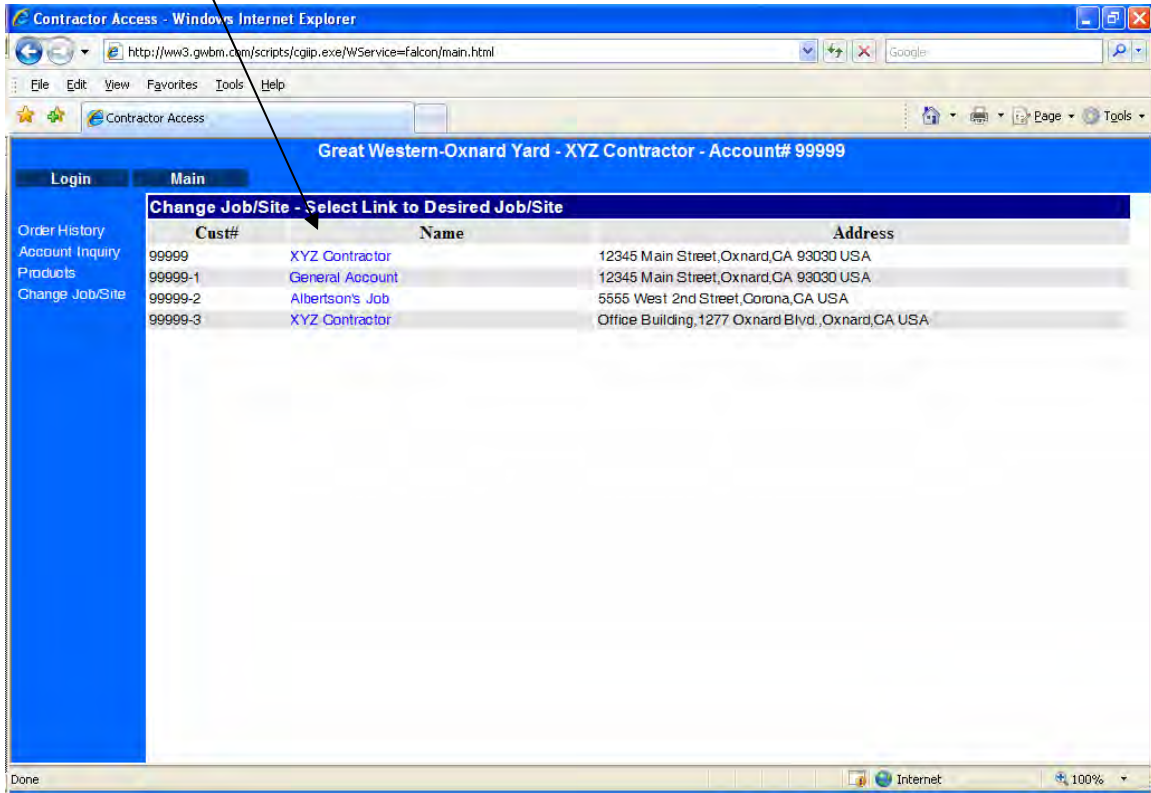 Contractor Access - Windows Internet Explorer
http://ww3.gwbm.com/scripts/cgiip.exe/WService=falcon/main.html Google
File Edit View Favorites Tools Help
Contractor Access Page Tools
Great Western-Oxnard Yard - XYZ Contractor - Account# 99999
Login Main
Change Job/Site - Select Link to Desired Job/Site
Order History
Account Inquiry
Products
Change Job/Site
Cust# Name Address
99999 XYZ Contractor 12345 Main Street,Oxnard,CA 93030 USA
99999-1 General Account 12345 Main Street,Oxnard,CA 93030 USA
99999-2 Albertson's Job 5555 West 2nd Street,Corona,CA USA
99999-3 XYZ Contractor Office Building,1277 Oxnard Blvd.,Oxnard,CA USA
Done Internet 100%